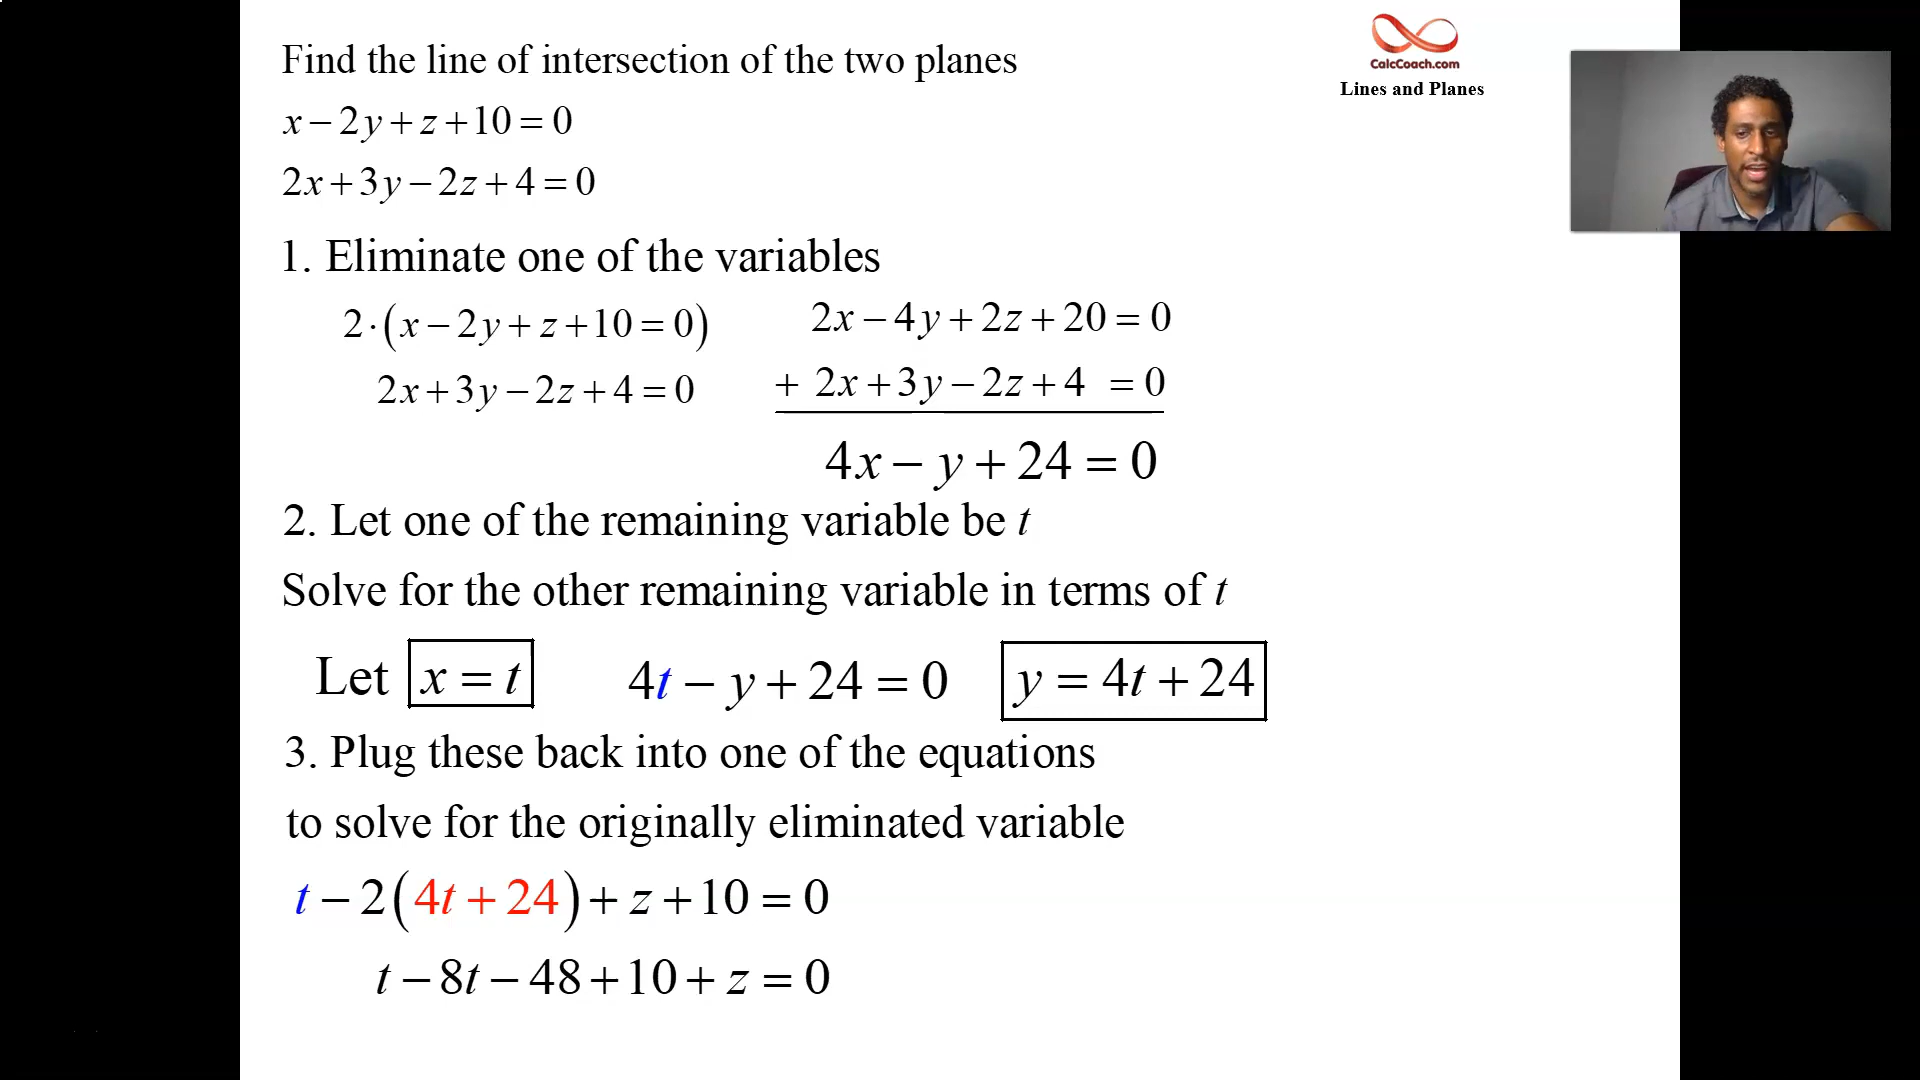 Find the line of intersection of the two planes
x − 2y + z + 10 = 0
2x + 3y − 2z + 4 = 0
CalcCoach.com
Lines and Planes
1. Eliminate one of the variables
2·(x − 2y + z + 10 = 0)
2x + 3y − 2z + 4 = 0
2x − 4y + 2z + 20 = 0
+ 2x + 3y − 2z + 4 = 0
4x − y + 24 = 0
2. Let one of the remaining variable be t
Solve for the other remaining variable in terms of t
Let x = t 4t − y + 24 = 0 y = 4t + 24
3. Plug these back into one of the equations
to solve for the originally eliminated variable
t − 2(4t + 24) + z + 10 = 0
t − 8t − 48 + 10 + z = 0